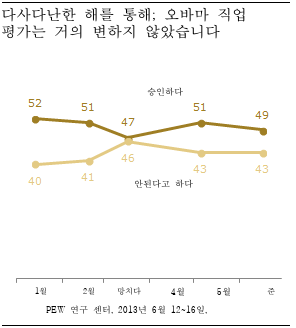 다사다난한 해를 통해; 오바마 직업
평가는 거의 변하지 않았습니다
승인하다
52 51 47 51 49
40 41 46 43 43
안된다고 하다
1월 2월 망치다 4월 5월 준
PEW 연구 센터, 2013년 6월 12~16일.